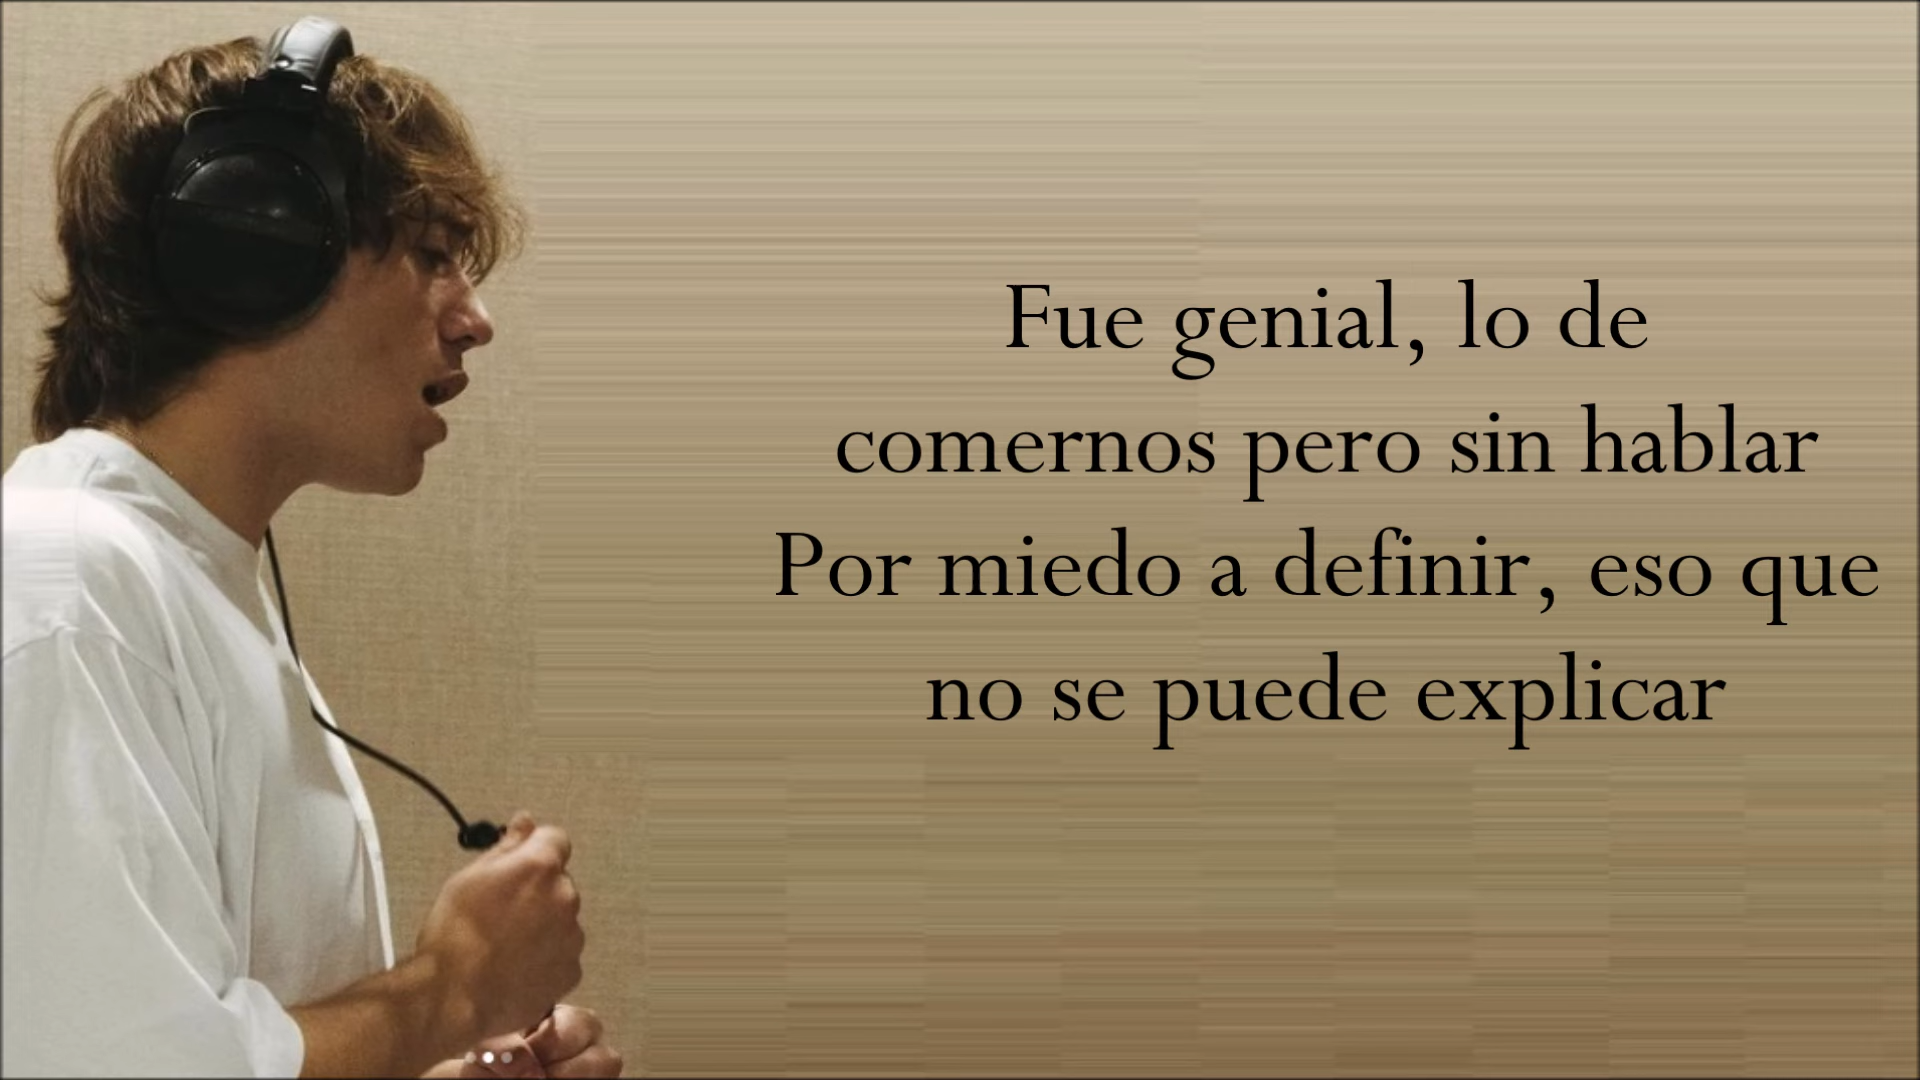 Fue genial, lo de
comernos pero sin hablar
Por miedo a definir, eso que
no se puede explicar